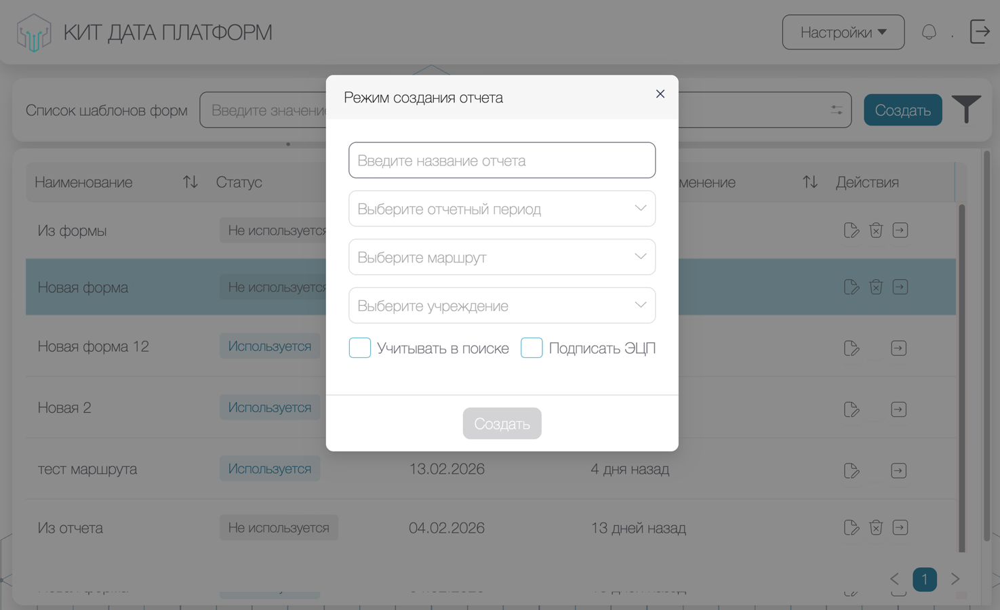 КИТ ДАТА ПЛАТФОРМ
Настройки
Список шаблонов форм
Введите значение
Создать
Режим создания отчета
Введите название отчета
Выберите отчетный период
Выберите маршрут
Выберите учреждение
Учитывать в поиске
Подписать ЭЦП
Создать
Наименование
Статус
менение
Действия
Из формы
Не используется
Новая форма
Не используется
Новая форма 12
Используется
Новая 2
Используется
тест маршрута
Используется
13.02.2026
4 дня назад
Из отчета
Не используется
04.02.2026
13 дней назад
1